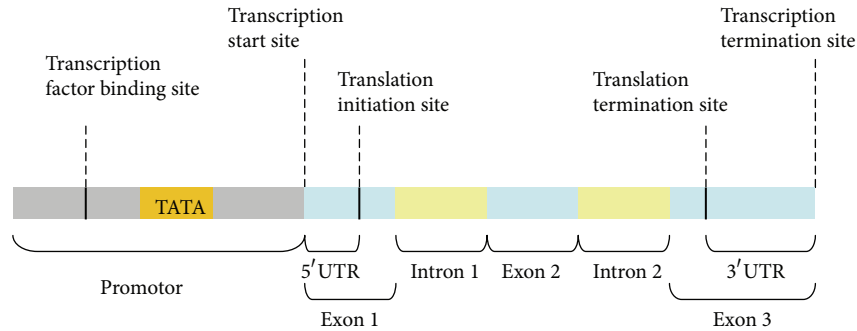 Transcription
start site
Transcription
termination site
Transcription
factor binding site
Translation
initiation site
Translation
termination site
TATA
5′UTR
Intron 1
Exon 2
Intron 2
3′UTR
Promotor
Exon 1
Exon 3